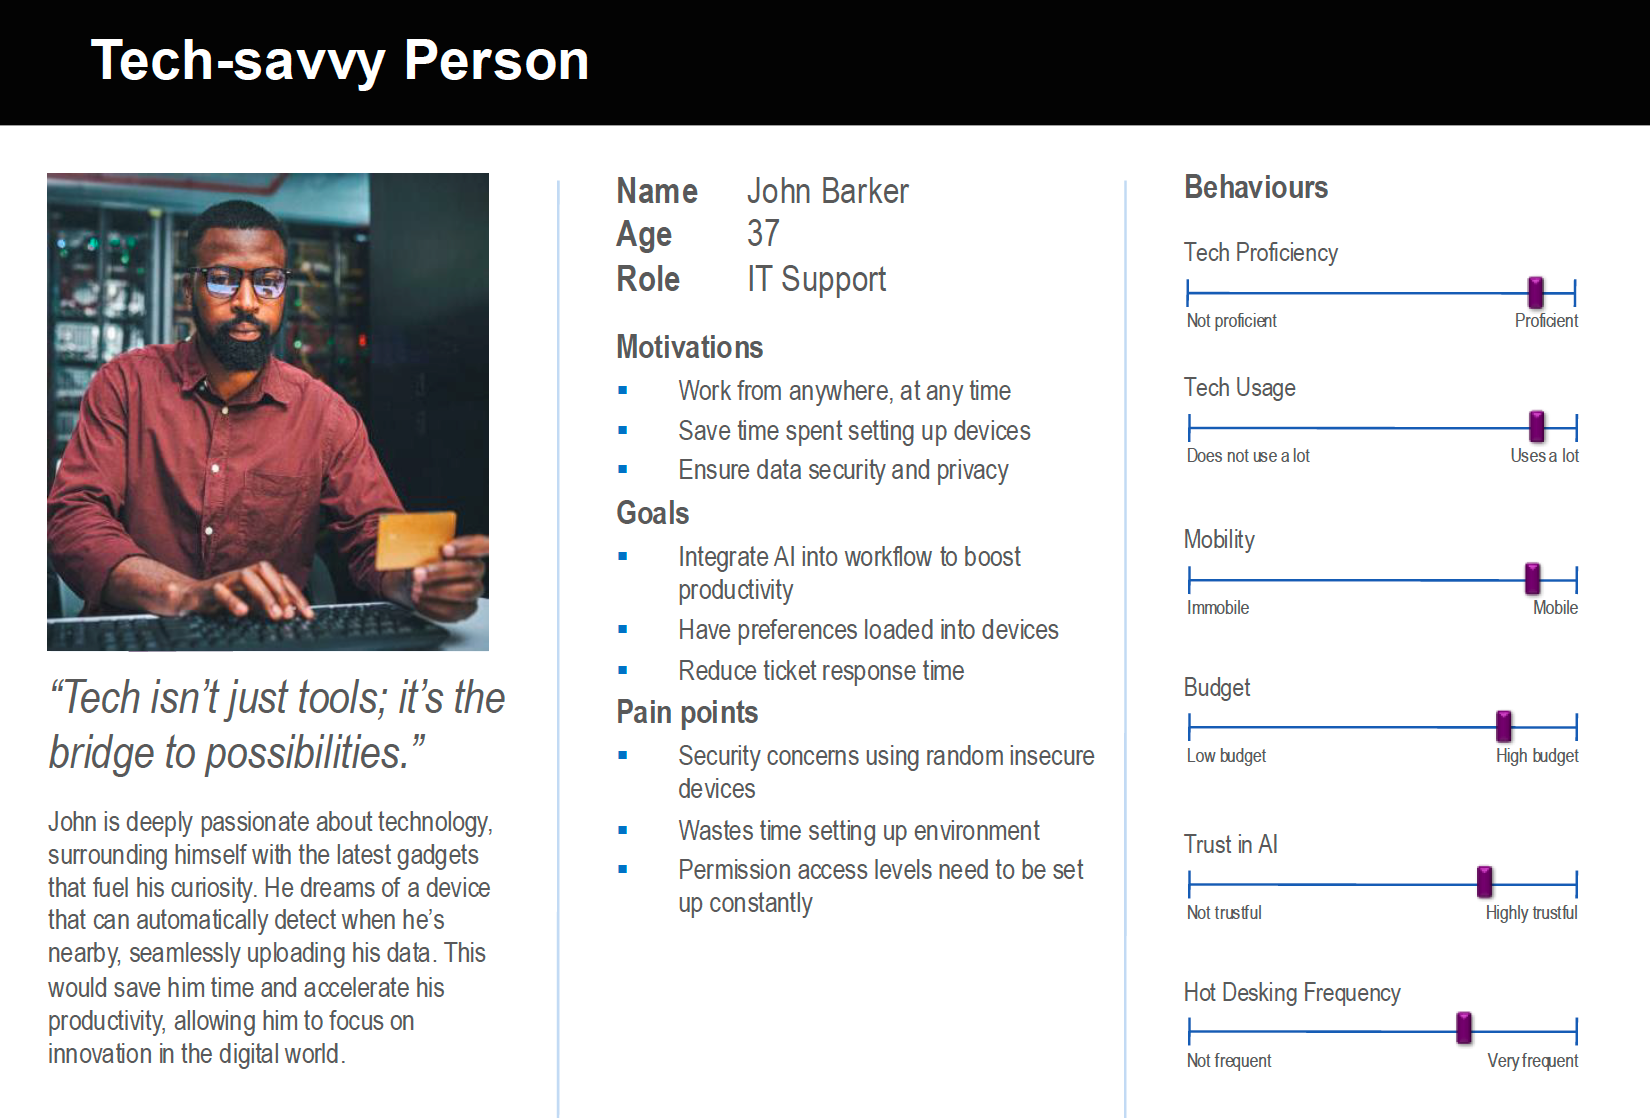 Tech-savvy Person
“Tech isn’t just tools; it’s the
bridge to possibilities.”
John is deeply passionate about technology,
surrounding himself with the latest gadgets
that fuel his curiosity. He dreams of a device
that can automatically detect when he’s
nearby, seamlessly uploading his data. This
would save him time and accelerate his
productivity, allowing him to focus on
innovation in the digital world.
Name John Barker
Age 37
Role IT Support
Motivations
▪ Work from anywhere, at any time
▪ Save time spent setting up devices
▪ Ensure data security and privacy
Goals
▪ Integrate AI into workflow to boost
productivity
▪ Have preferences loaded into devices
▪ Reduce ticket response time
Pain points
▪ Security concerns using random insecure
devices
▪ Wastes time setting up environment
▪ Permission access levels need to be set
up constantly
Behaviours
Tech Proficiency
Not proficient Proficient
Tech Usage
Does not use a lot Uses a lot
Mobility
Immobile Mobile
Budget
Low budget High budget
Trust in AI
Not trustful Highly trustful
Hot Desking Frequency
Not frequent Very frequent